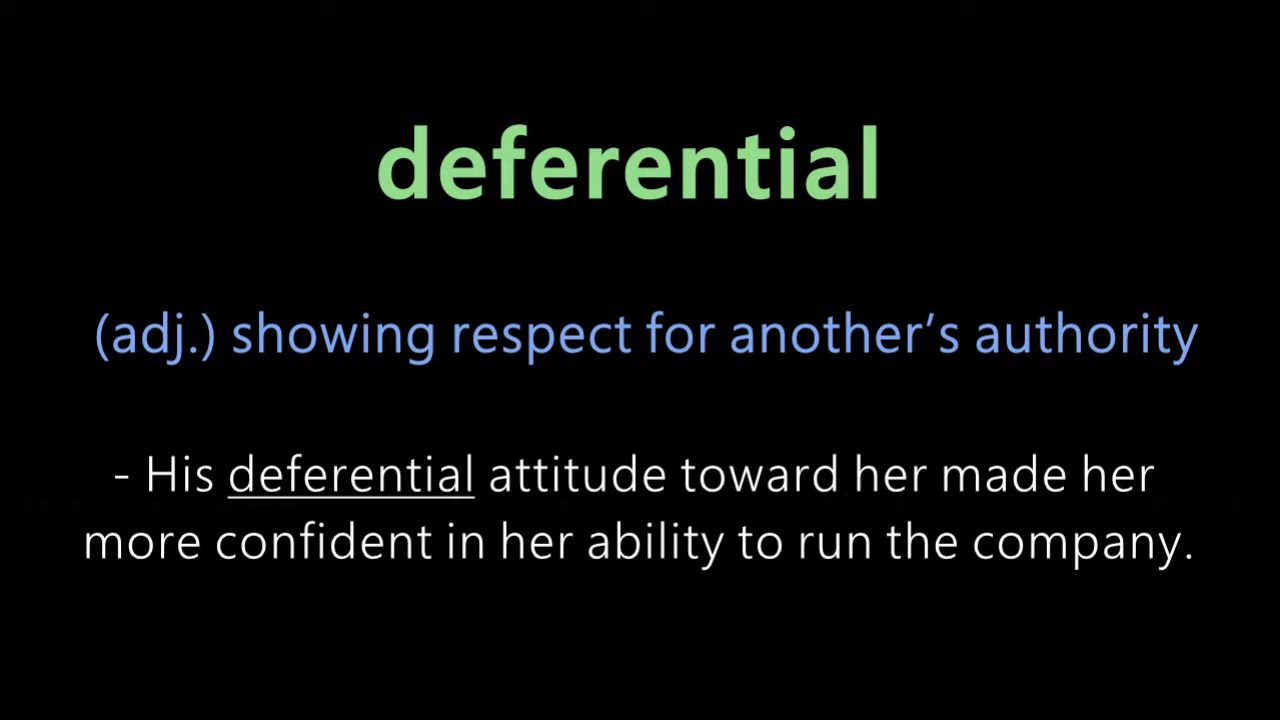 deferential
(adj.) showing respect for another’s authority
- His deferential attitude toward her made her
more confident in her ability to run the company.